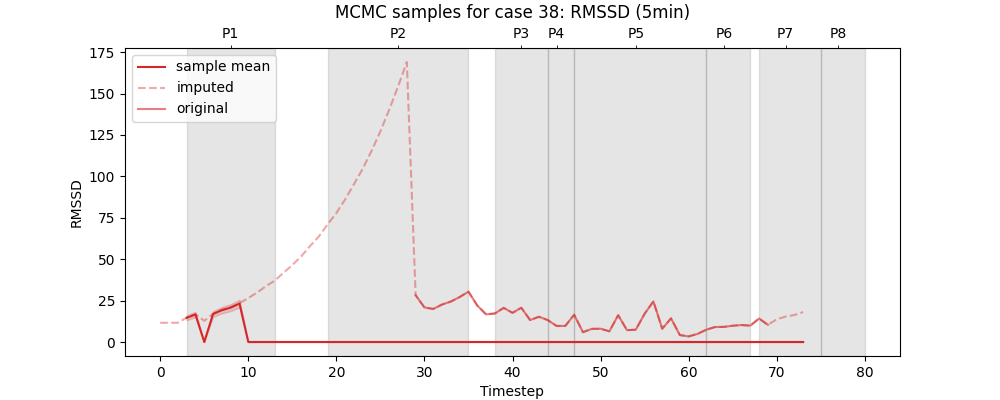 MCMC samples for case 38: RMSSD (5min)
P1 P2 P3 P4 P5 P6 P7 P8
sample mean
imputed
original
175
150
125
100
75
50
25
0
RMSSD
0 10 20 30 40 50 60 70 80
Timestep